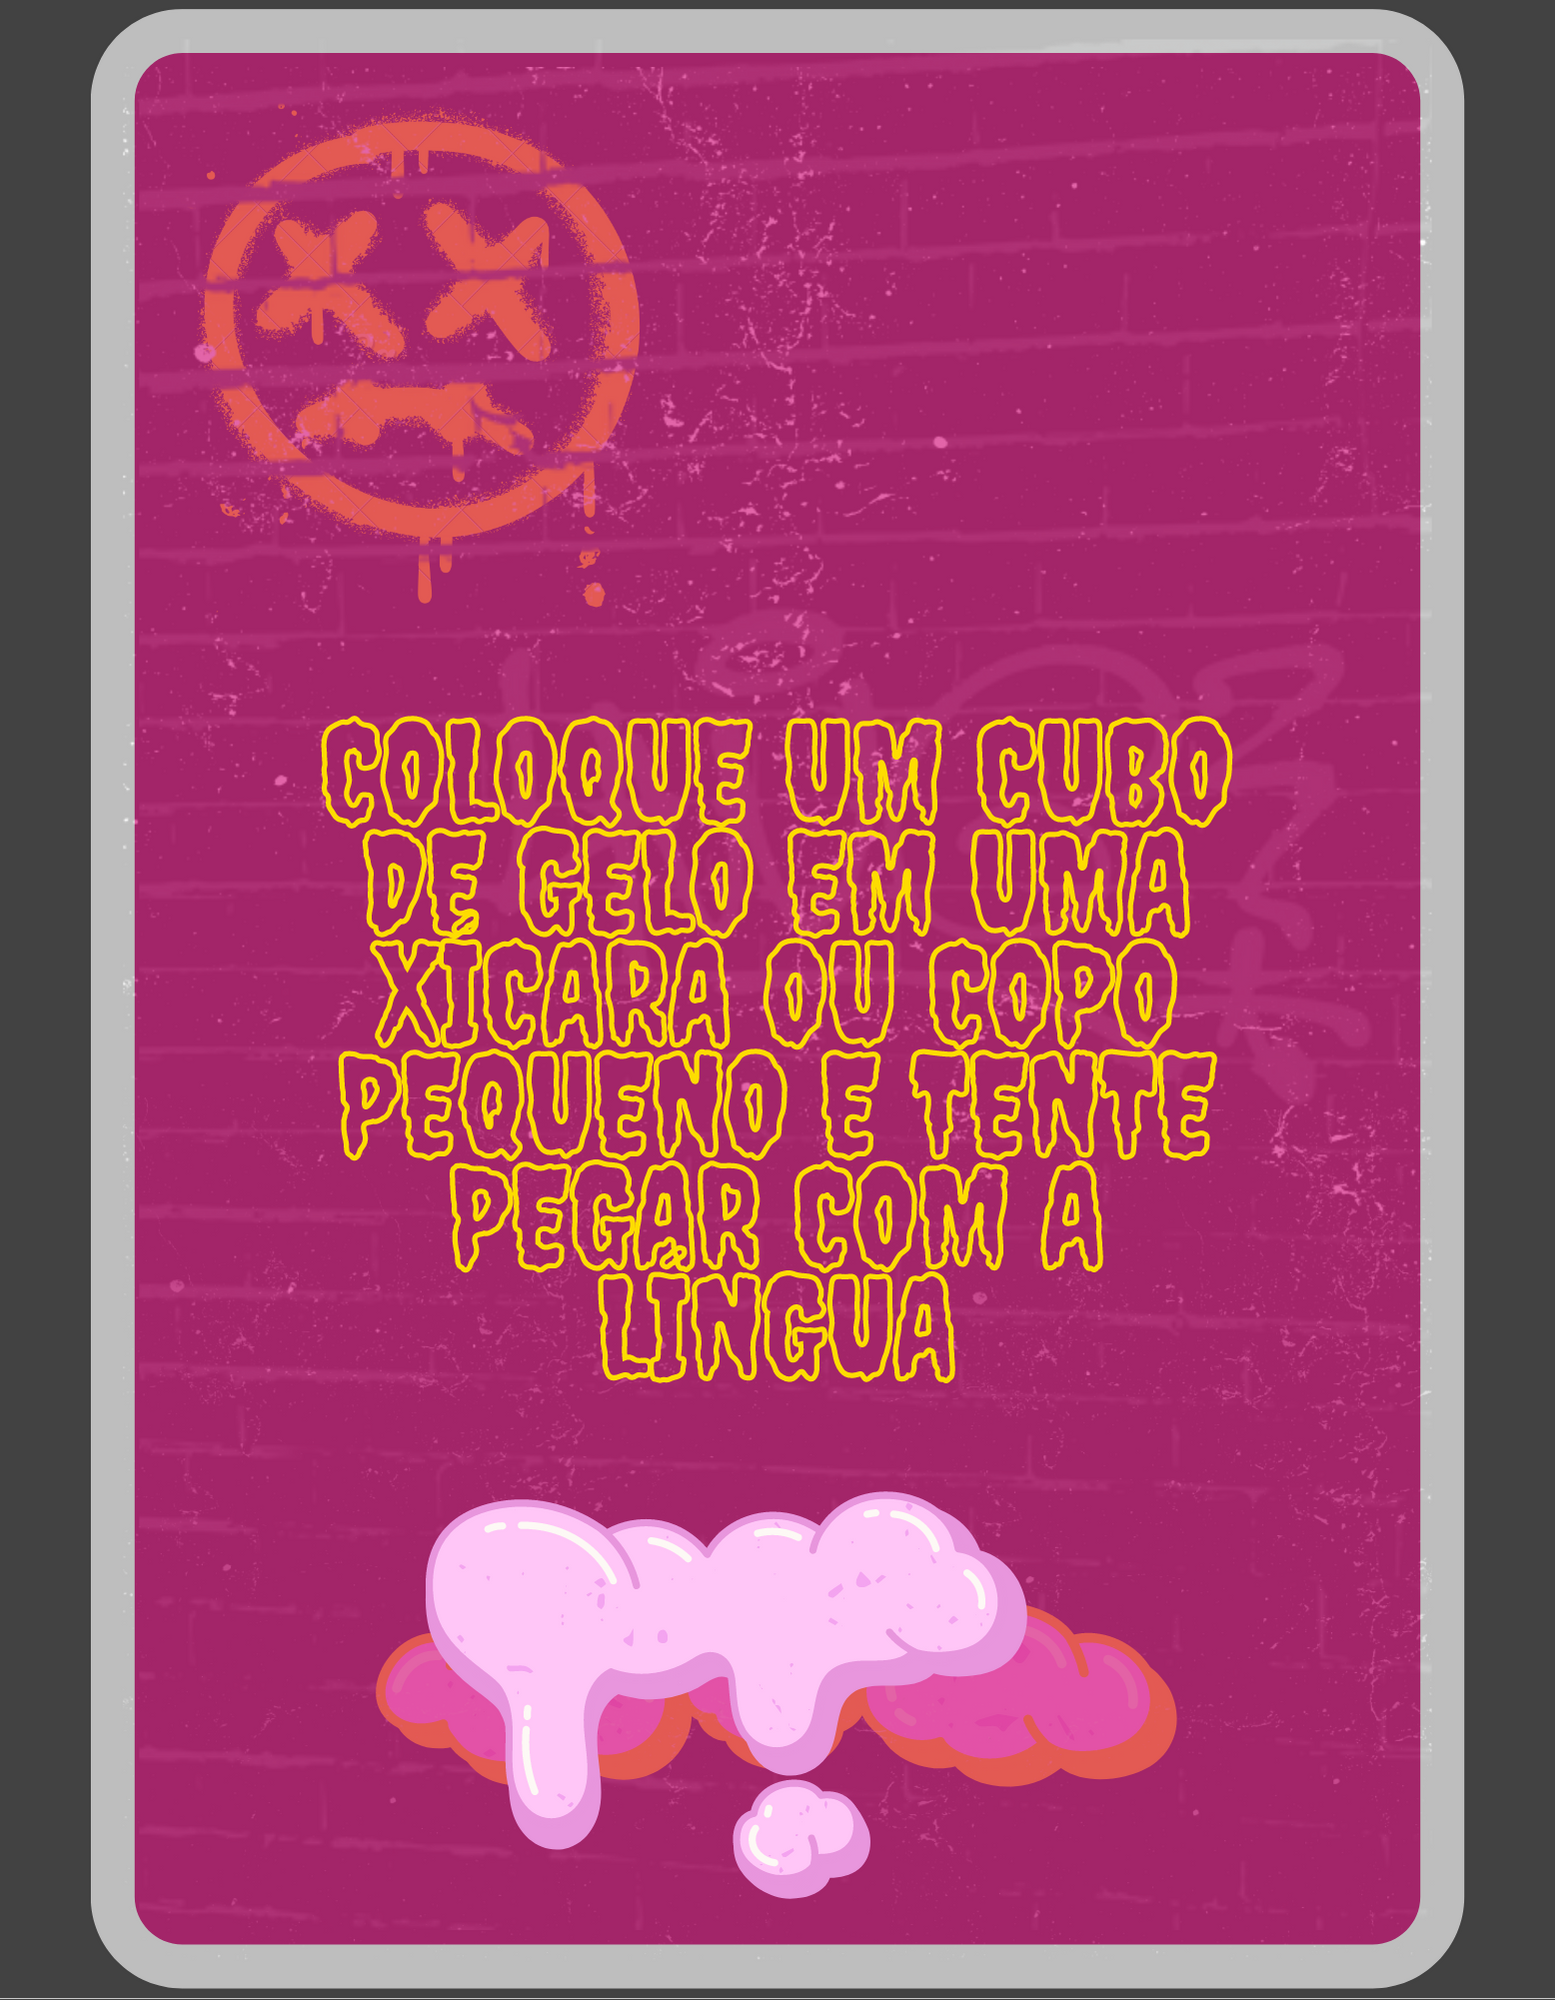 COLOQUE UM CUBO
DE GELO EM UMA
XÍCARA OU COPO
PEQUENO E TENTE
PEGAR COM A
LÍNGUA